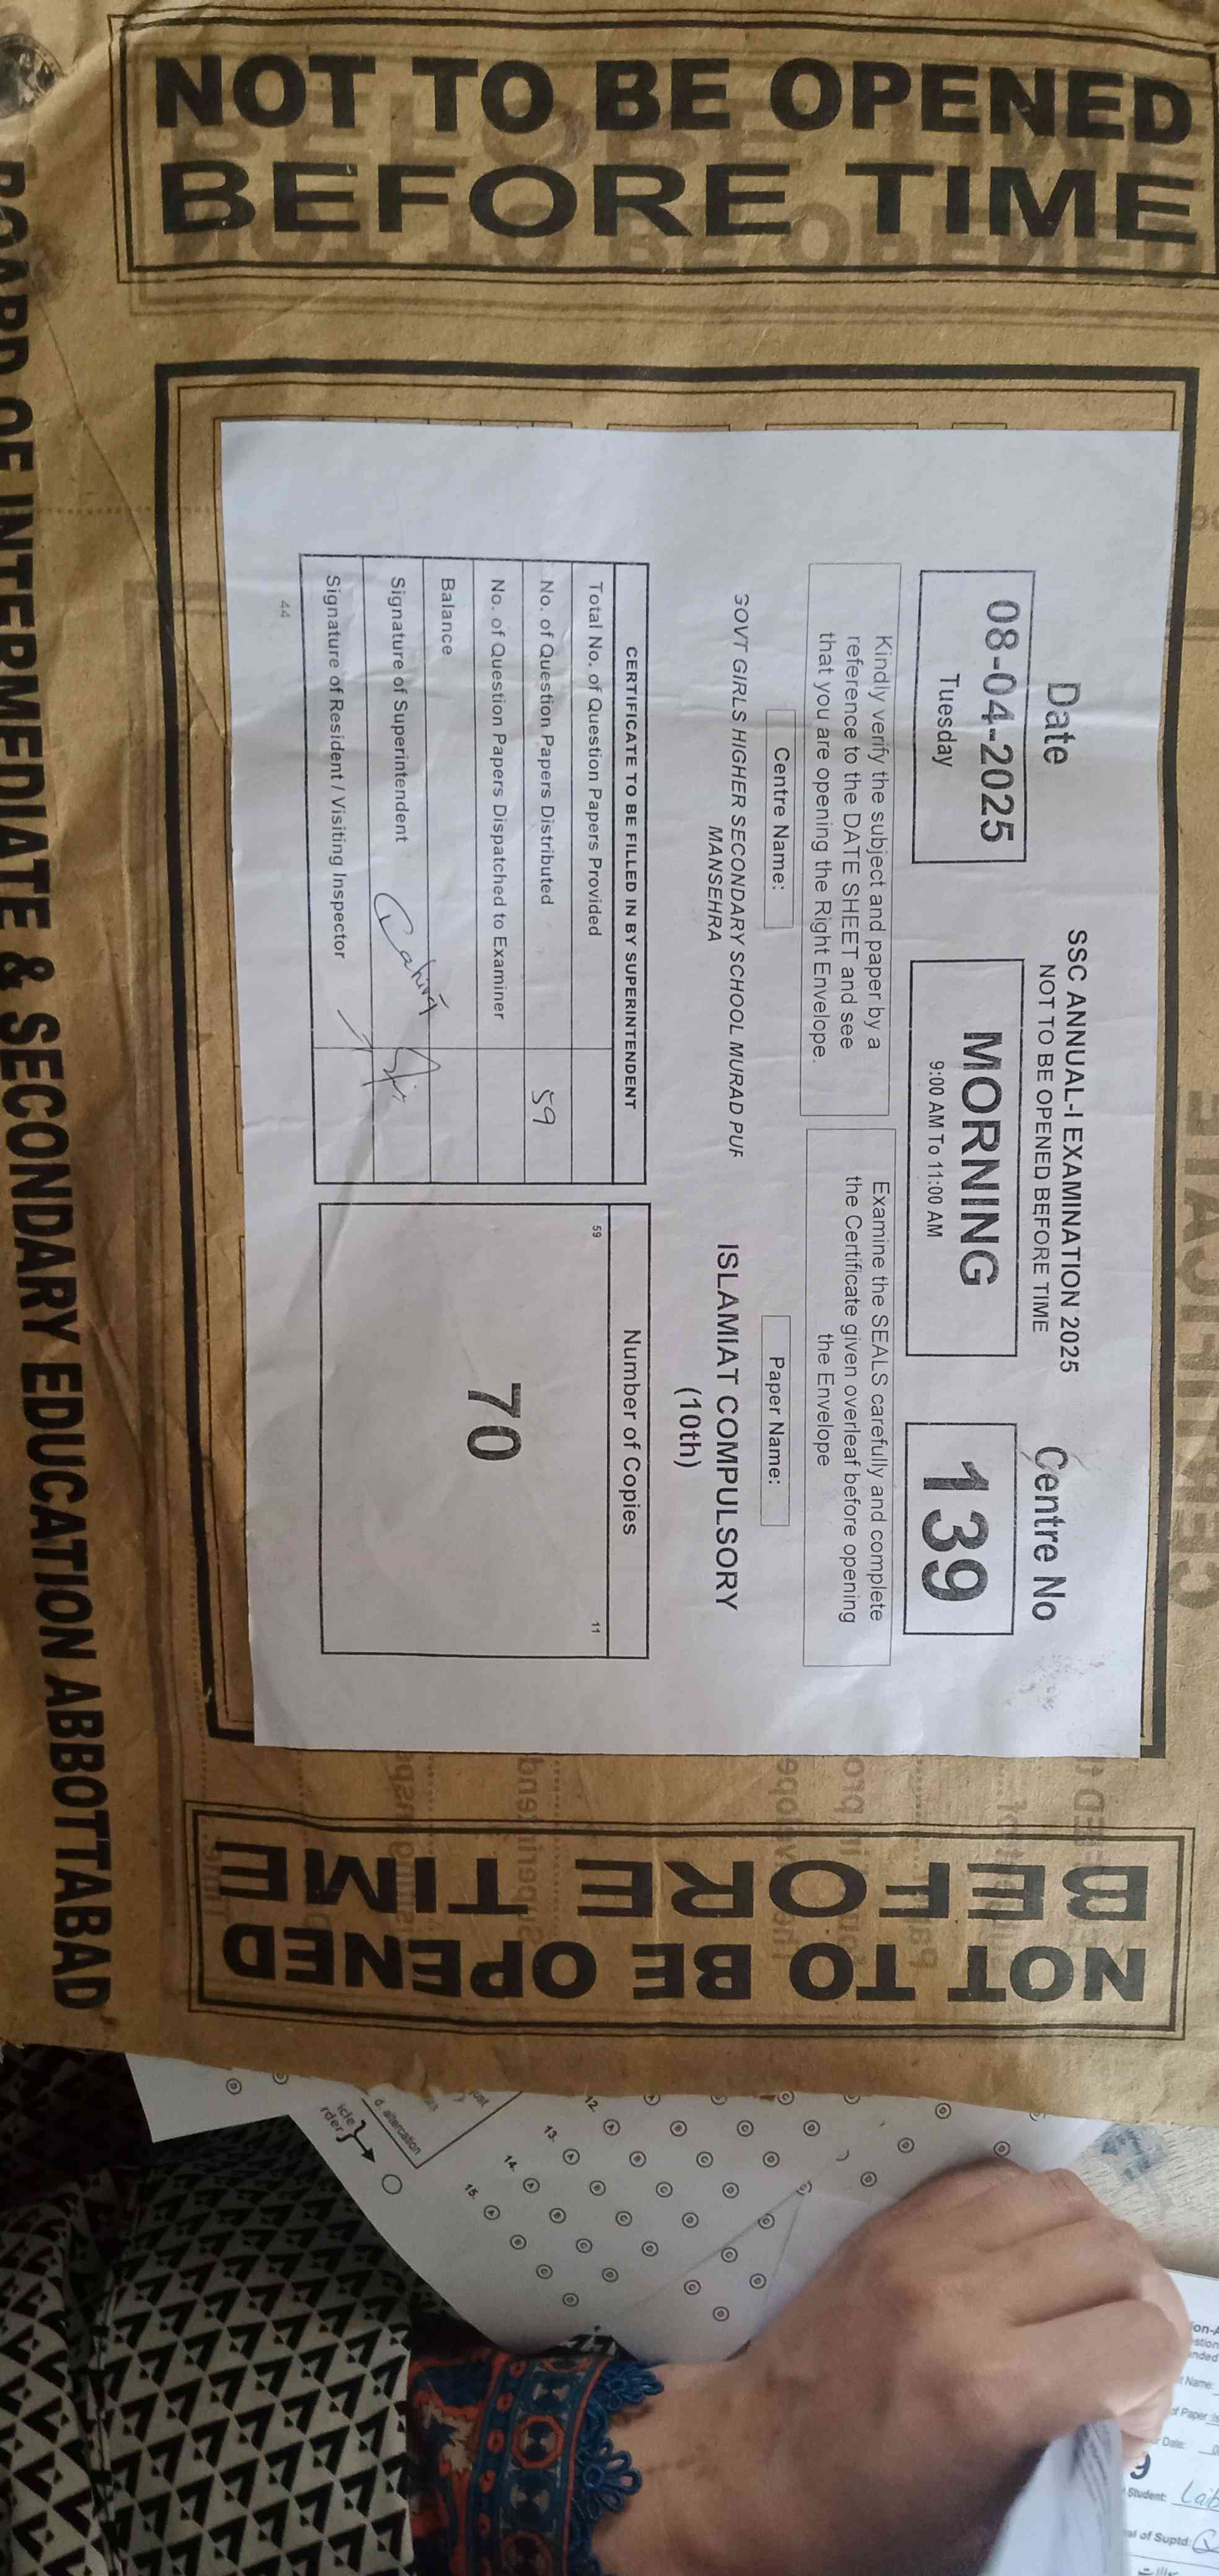 NOT TO BE OPENED
BEFORE TIME
BOARD OF INTERMEDIATE & SECONDARY EDUCATION ABBOTTABAD
SSC ANNUAL-I EXAMINATION 2025
NOT TO BE OPENED BEFORE TIME
Date
08-04-2025
Tuesday
MORNING
9:00 AM To 11:00 AM
Centre No
139
Kindly verify the subject and paper by a
reference to the DATE SHEET and see
that you are opening the Right Envelope.
Examine the SEALS carefully and complete
the Certificate given overleaf before opening
the Envelope
Centre Name:
GOVT GIRLS HIGHER SECONDARY SCHOOL MURAD PUR
MANSEHRA
Paper Name:
ISLAMIAT COMPULSORY
(10th)
CERTIFICATE TO BE FILLED IN BY SUPERINTENDENT
Total No. of Question Papers Provided
No. of Question Papers Distributed 59
No. of Question Papers Dispatched to Examiner
Balance
Signature of Superintendent
Signature of Resident / Visiting Inspector
44
Number of Copies
59 11
70
NOT TO BE OPENED
BEFORE TIME
d. altercation
12.
13.
14.
15.
Name:
of Paper
Date:
Student:
of Suptd: